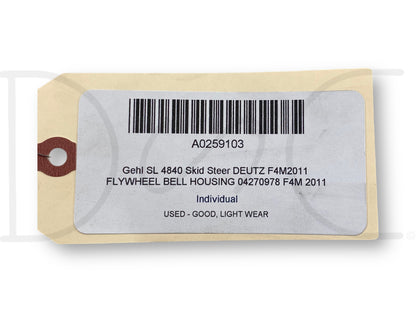 A0259103
Gehl SL 4840 Skid Steer DEUTZ F4M2011
FLYWHEEL BELL HOUSING 04270978 F4M 2011
Individual
USED - GOOD, LIGHT WEAR